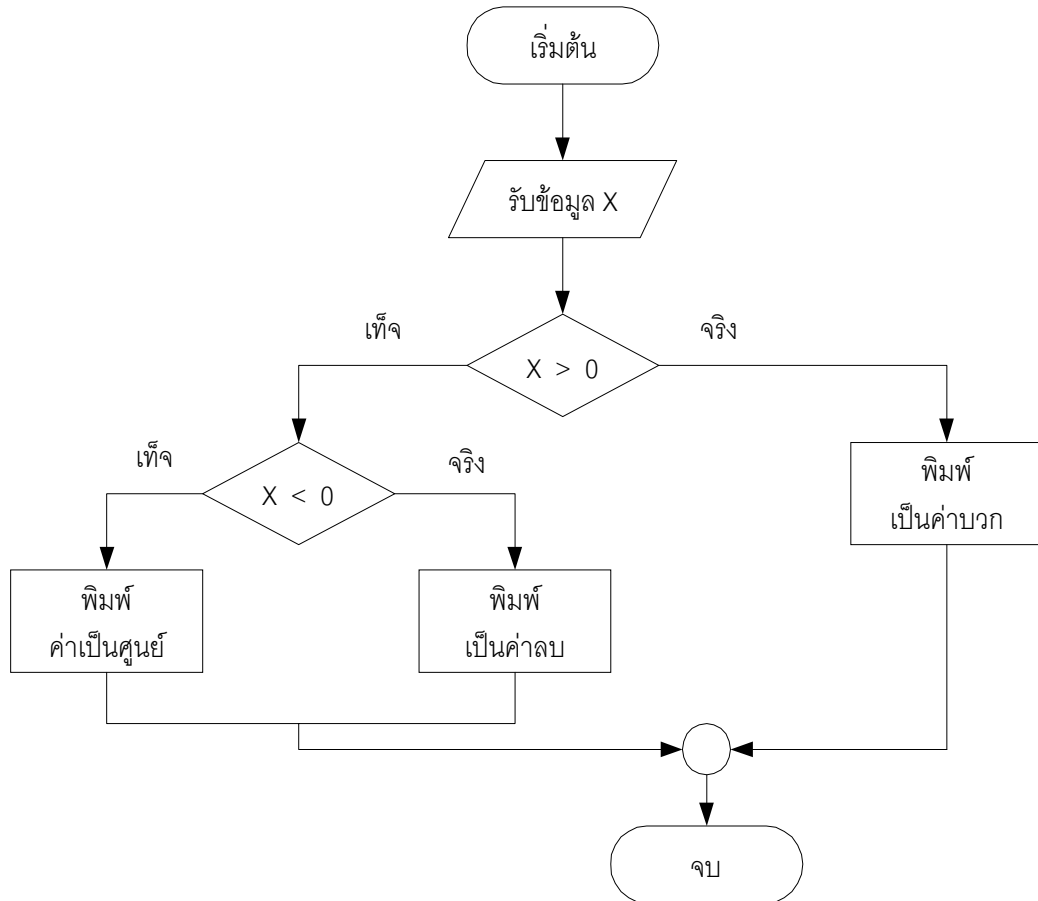 เริ่มต้น
รับข้อมูล X
เท็จ
จริง
X > 0
เท็จ
จริง
X < 0
พิมพ์
เป็นค่าบวก
พิมพ์
ค่าเป็นศูนย์
พิมพ์
เป็นค่าลบ
จบ